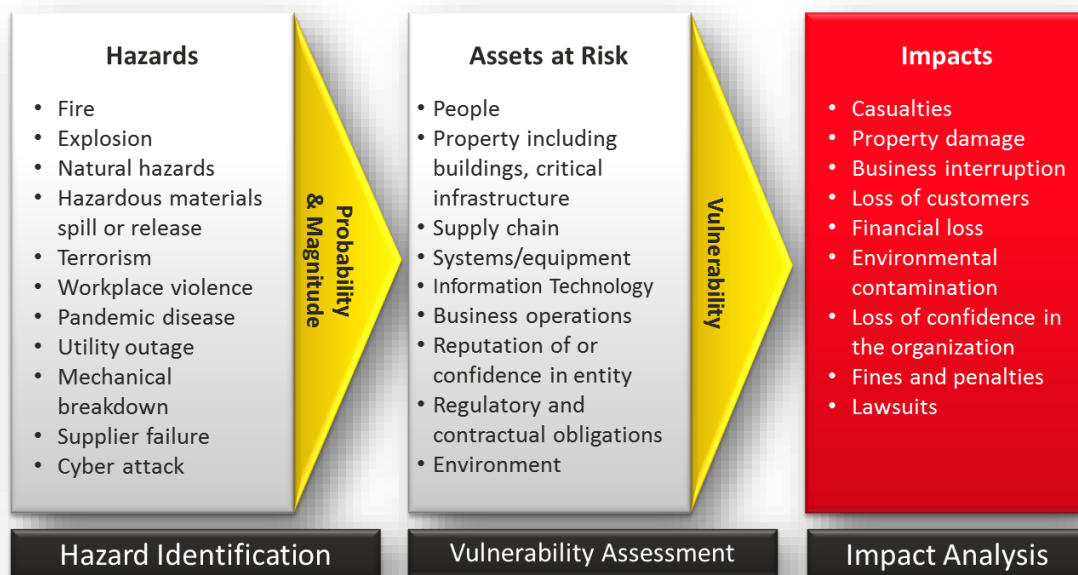 Hazards
• Fire
• Explosion
• Natural hazards
• Hazardous materials
spill or release
• Terrorism
• Workplace violence
• Pandemic disease
• Utility outage
• Mechanical
breakdown
• Supplier failure
• Cyber attack
Probability
& Magnitude
Assets at Risk
• People
• Property including
buildings, critical
infrastructure
• Supply chain
• Systems/equipment
• Information Technology
• Business operations
• Reputation of or
confidence in entity
• Regulatory and
contractual obligations
• Environment
Vulnerability
Impacts
• Casualties
• Property damage
• Business interruption
• Loss of customers
• Financial loss
• Environmental
contamination
• Loss of confidence in
the organization
• Fines and penalties
• Lawsuits
Hazard Identification
Vulnerability Assessment
Impact Analysis